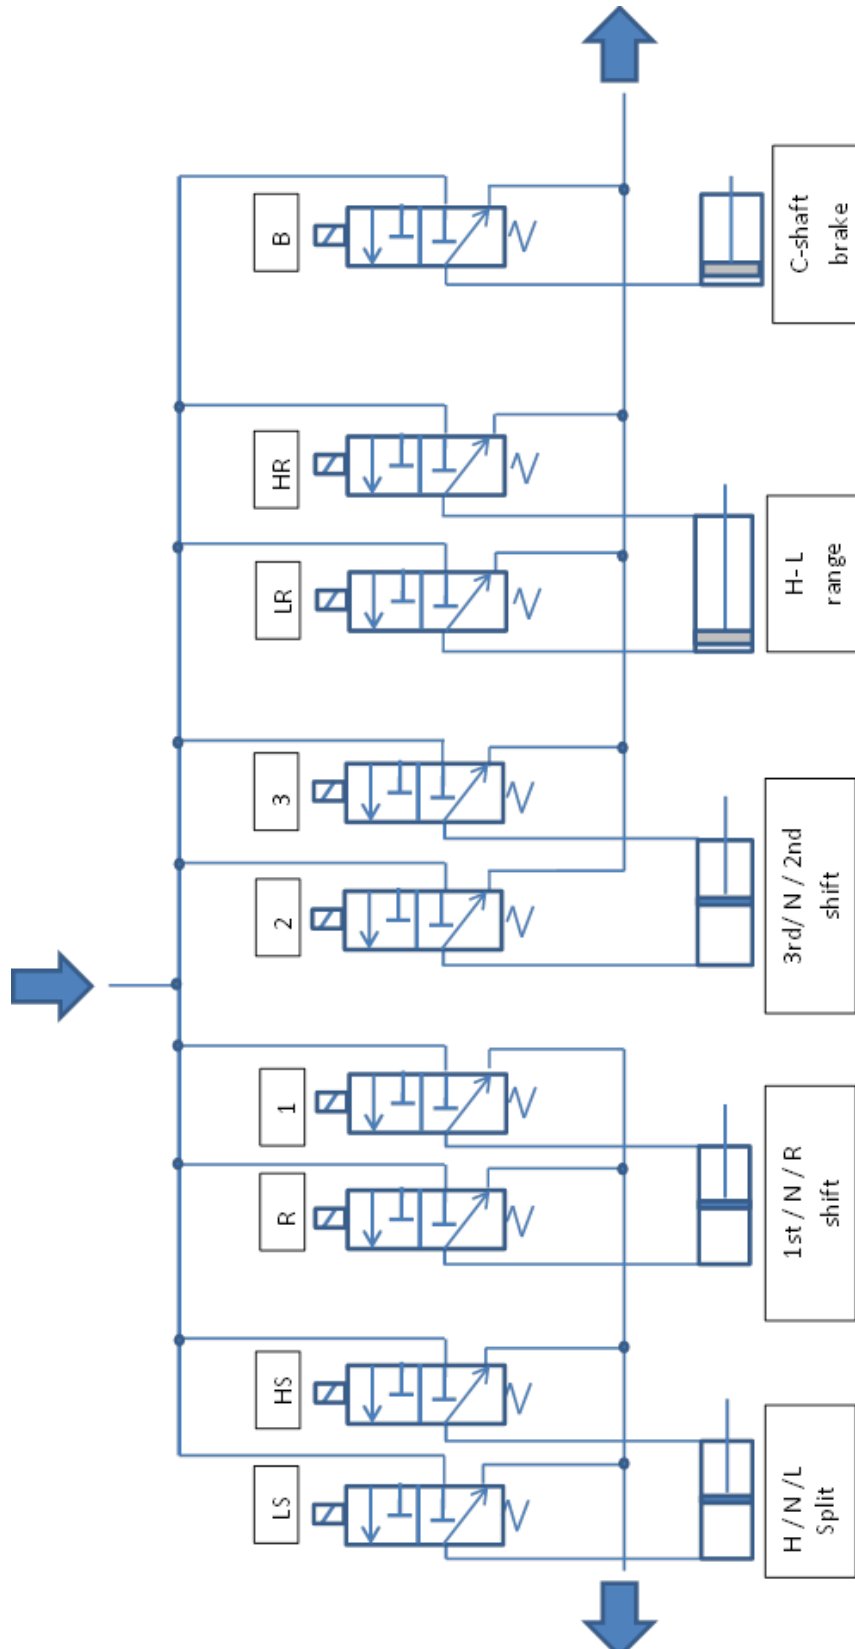 B
HR
LR
3
2
1
R
HS
LS
C-shaft
brake
H- L
range
3rd/ N / 2nd
shift
1st / N / R
shift
H / N /L
Split